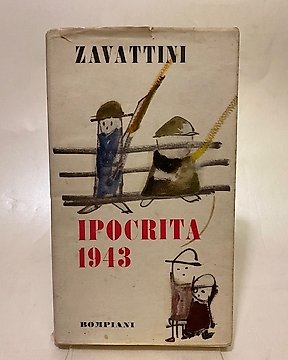 ZAVATTINI
IPOCRITA
1943
BOMPIANI